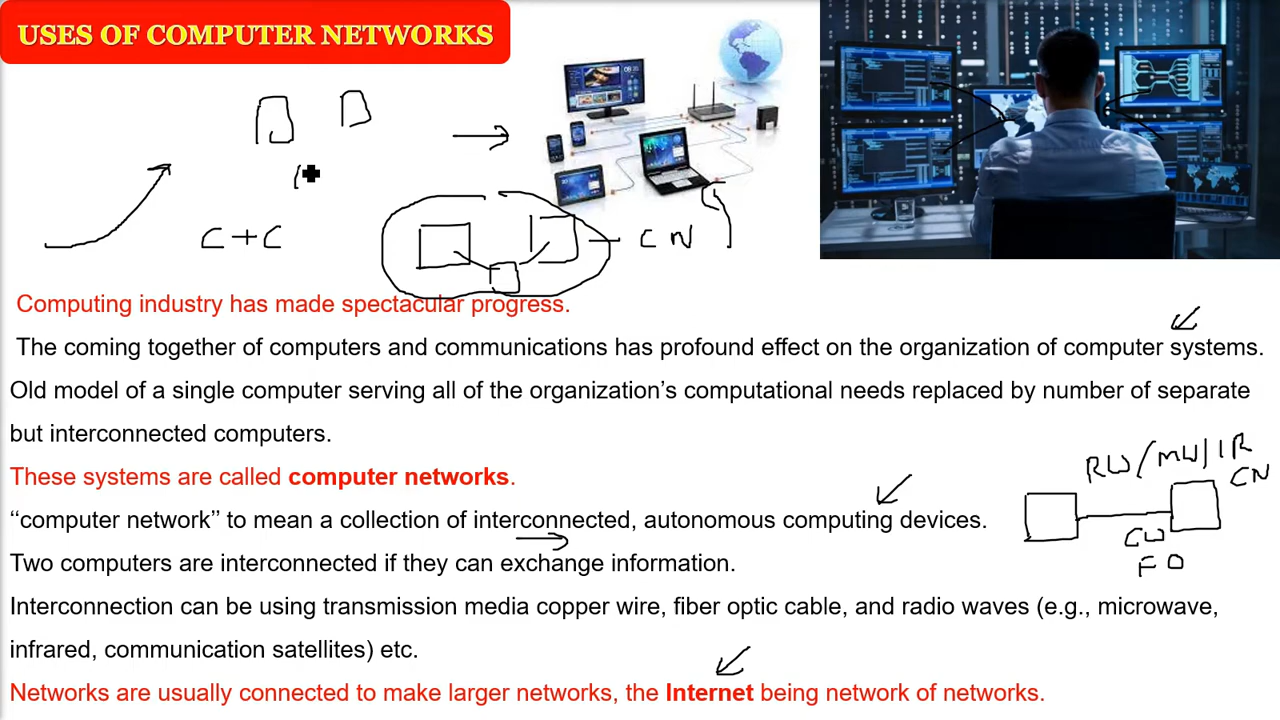 USES OF COMPUTER NETWORKS
C + C
C N
Computing industry has made spectacular progress.
The coming together of computers and communications has profound effect on the organization of computer systems.
Old model of a single computer serving all of the organization’s computational needs replaced by number of separate
but interconnected computers.
These systems are called computer networks.
RW/MW/IR
CN
‘‘computer network’’ to mean a collection of interconnected, autonomous computing devices.
CW
FO
Two computers are interconnected if they can exchange information.
Interconnection can be using transmission media copper wire, fiber optic cable, and radio waves (e.g., microwave,
infrared, communication satellites) etc.
Networks are usually connected to make larger networks, the Internet being network of networks.